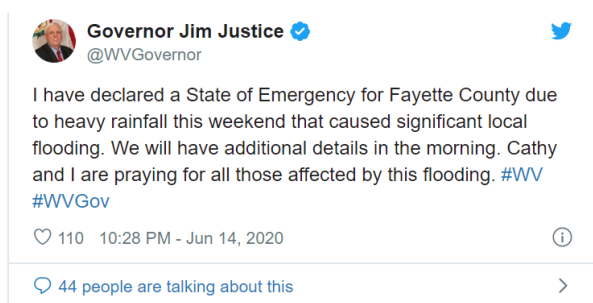 Governor Jim Justice
@WVGovernor
I have declared a State of Emergency for Fayette County due
to heavy rainfall this weekend that caused significant local
flooding. We will have additional details in the morning. Cathy
and I are praying for all those affected by this flooding. #WV
#WVGov
110 10:28 PM - Jun 14, 2020
44 people are talking about this